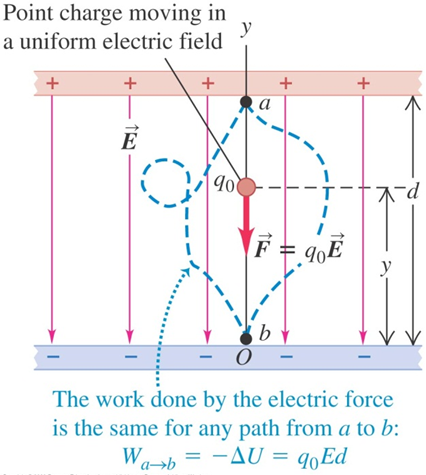 Point charge moving in
a uniform electric field
y
+ + + + +
a
E⃗
q₀
d
F⃗ = q₀E⃗
y
b
O
− − − − −
The work done by the electric force
is the same for any path from a to b:
Wₐ→b = −ΔU = q₀Ed